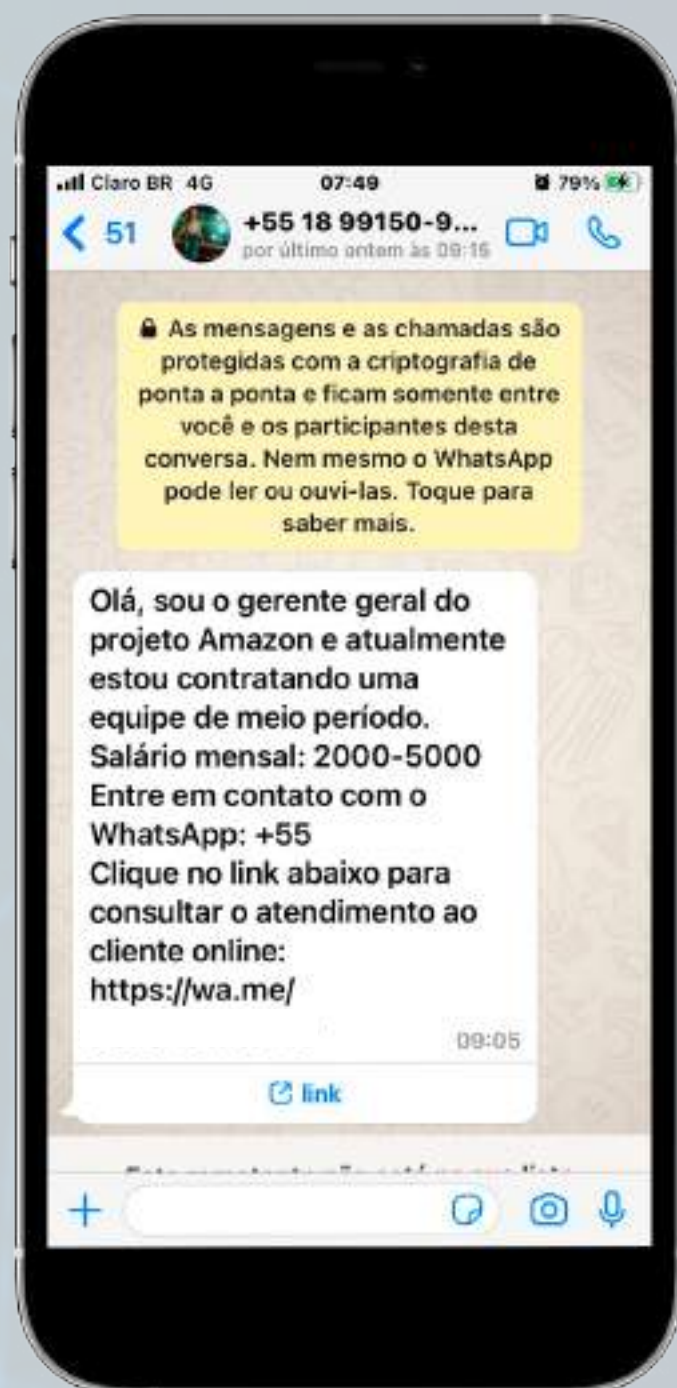 Claro BR 4G 07:49 79%
51 +55 18 99150-9...
por último ontem às 09:15
As mensagens e as chamadas são
protegidas com a criptografia de
ponta a ponta e ficam somente entre
você e os participantes desta
conversa. Nem mesmo o WhatsApp
pode ler ou ouvi-las. Toque para
saber mais.
Olá, sou o gerente geral do
projeto Amazon e atualmente
estou contratando uma
equipe de meio período.
Salário mensal: 2000-5000
Entre em contato com o
WhatsApp: +55
Clique no link abaixo para
consultar o atendimento ao
cliente online:
https://wa.me/
09:05
link